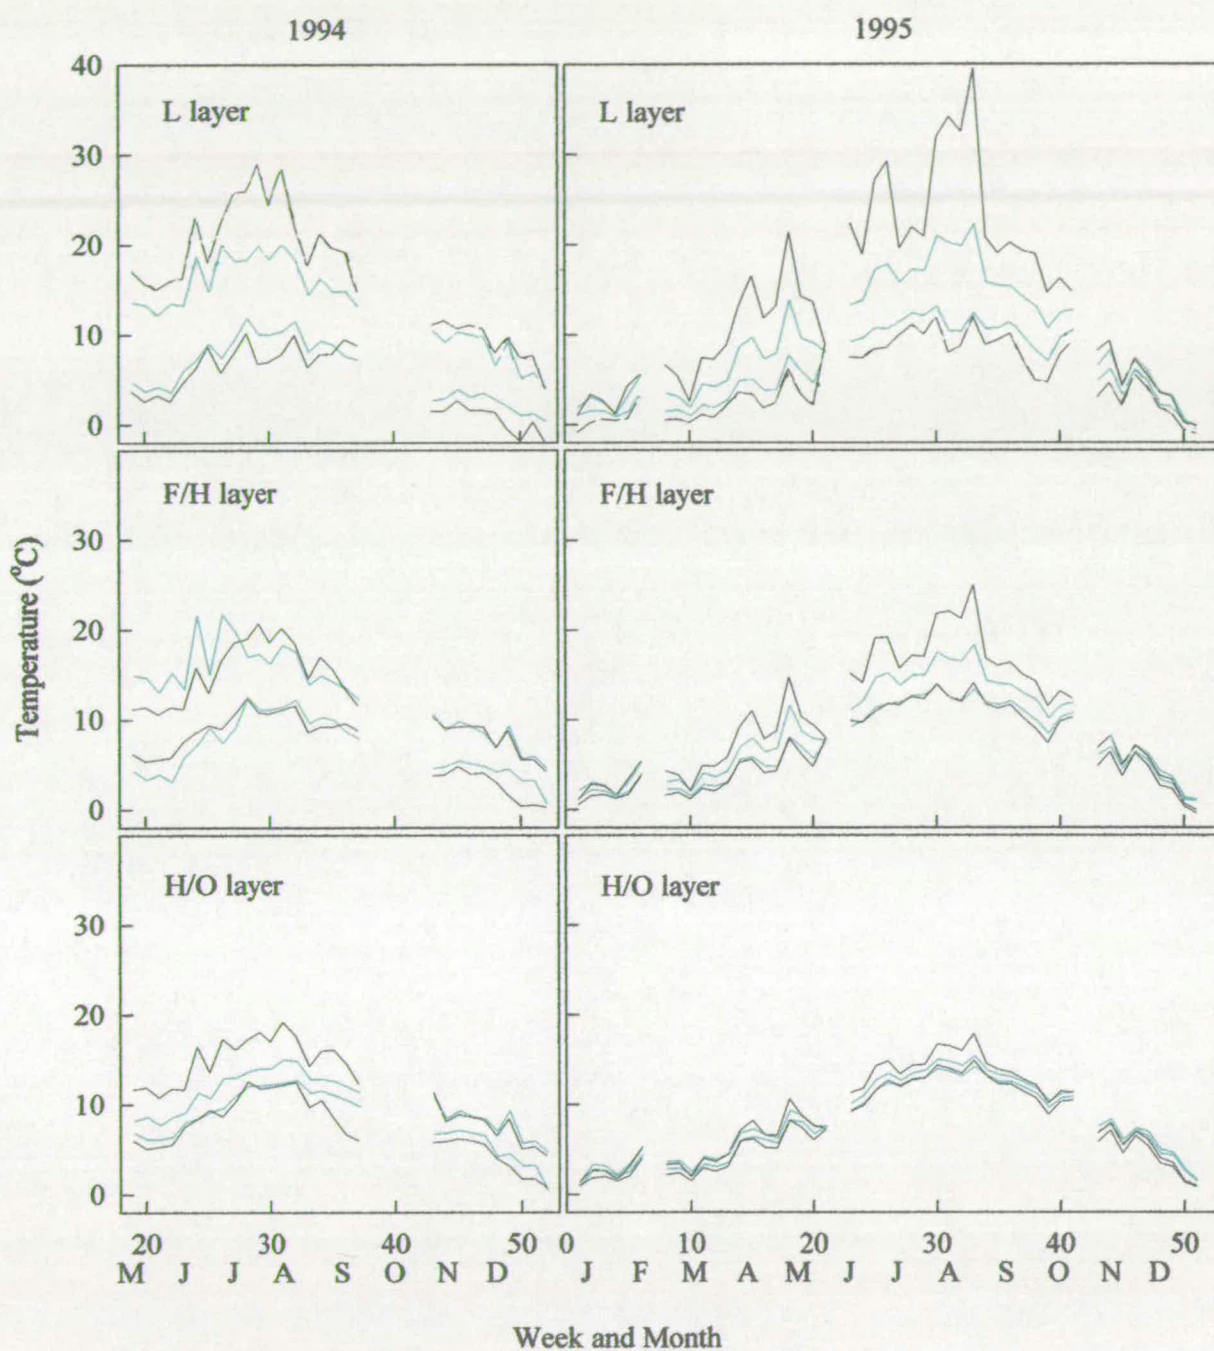 1994 1995
40
L layer L layer
30
20
10
0
F/H layer F/H layer
30
20
10
0
Temperature (°C)
H/O layer H/O layer
30
20
10
0
20 30 40 50 0 10 20 30 40 50
M J J A S O N D J F M A M J J A S O N D
Week and Month